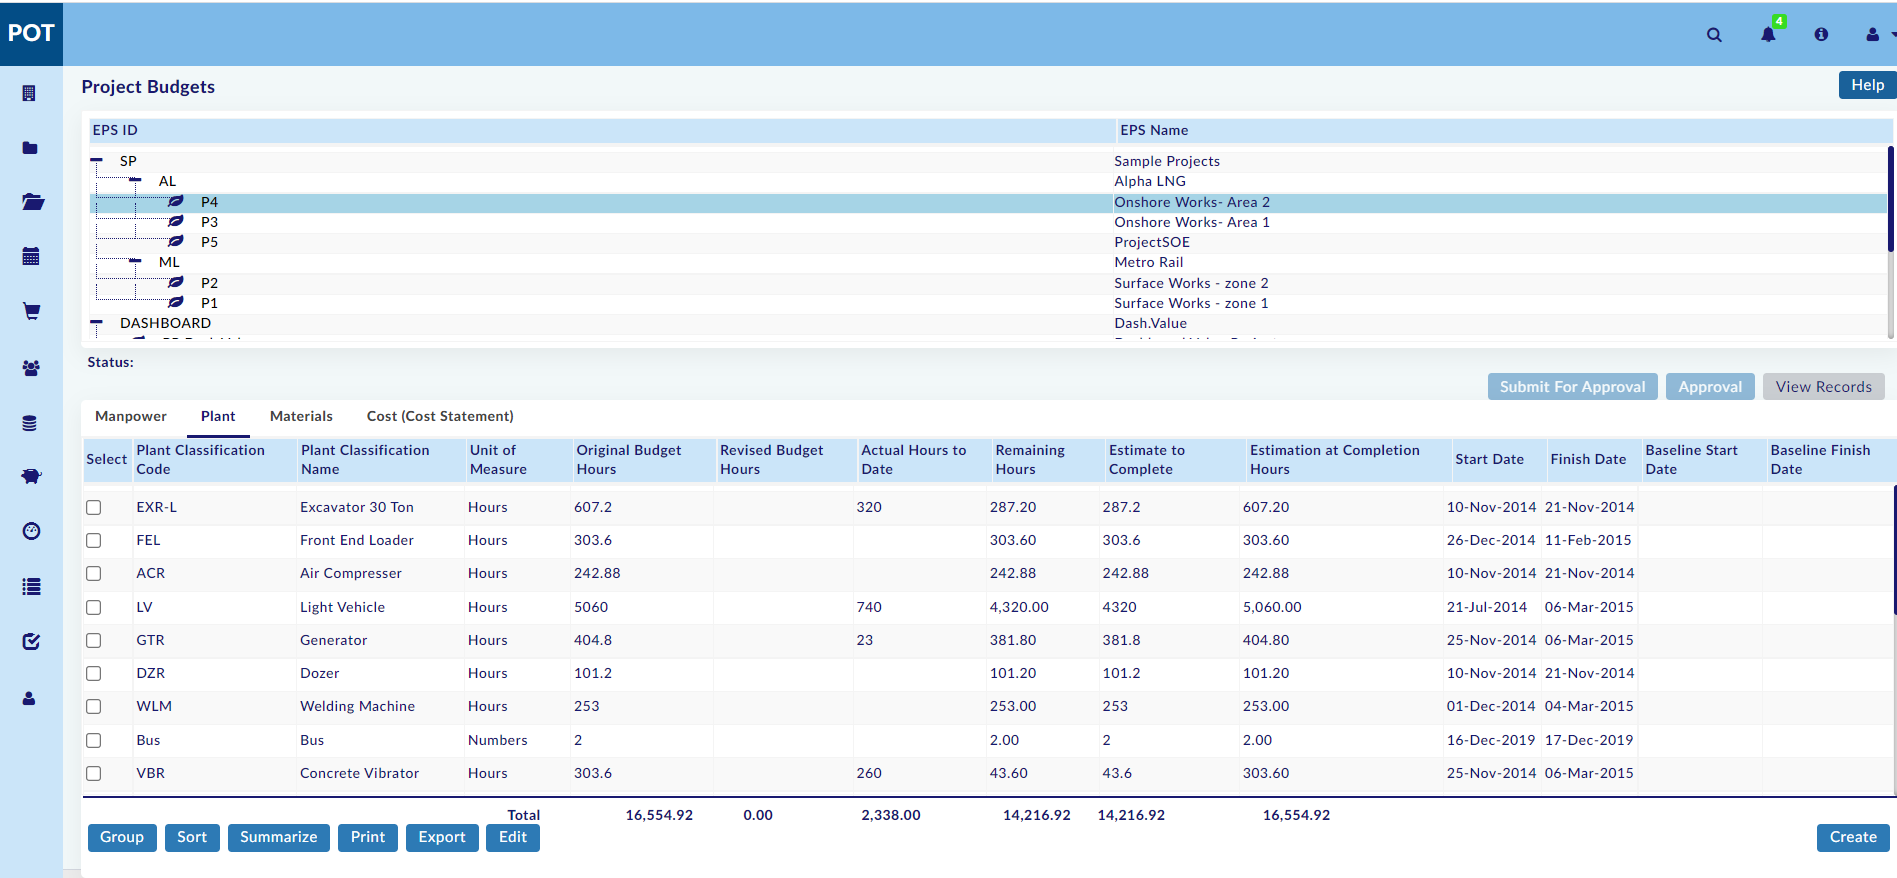 POT
4
Project Budgets
Help
EPS ID EPS Name
SP Sample Projects
AL Alpha LNG
P4 Onshore Works- Area 2
P3 Onshore Works- Area 1
P5 ProjectSOE
ML Metro Rail
P2 Surface Works - zone 2
P1 Surface Works - zone 1
DASHBOARD Dash.Value
Status:
Submit For Approval Approval View Records
Manpower Plant Materials Cost (Cost Statement)
Select Plant Classification Code Plant Classification Name Unit of Measure Original Budget Hours Revised Budget Hours Actual Hours to Date Remaining Hours Estimate to Complete Estimation at Completion Hours Start Date Finish Date Baseline Start Date Baseline Finish Date
EXR-L Excavator 30 Ton Hours 607.2 320 287.20 287.2 607.20 10-Nov-2014 21-Nov-2014
FEL Front End Loader Hours 303.6 303.60 303.6 303.60 26-Dec-2014 11-Feb-2015
ACR Air Compresser Hours 242.88 242.88 242.88 242.88 10-Nov-2014 21-Nov-2014
LV Light Vehicle Hours 5060 740 4,320.00 4320 5,060.00 21-Jul-2014 06-Mar-2015
GTR Generator Hours 404.8 23 381.80 381.8 404.80 25-Nov-2014 06-Mar-2015
DZR Dozer Hours 101.2 101.20 101.2 101.20 10-Nov-2014 21-Nov-2014
WLM Welding Machine Hours 253 253.00 253 253.00 01-Dec-2014 04-Mar-2015
Bus Bus Numbers 2 2.00 2 2.00 16-Dec-2019 17-Dec-2019
VBR Concrete Vibrator Hours 303.6 260 43.60 43.6 303.60 25-Nov-2014 06-Mar-2015
Total 16,554.92 0.00 2,338.00 14,216.92 14,216.92 16,554.92
Group Sort Summarize Print Export Edit Create